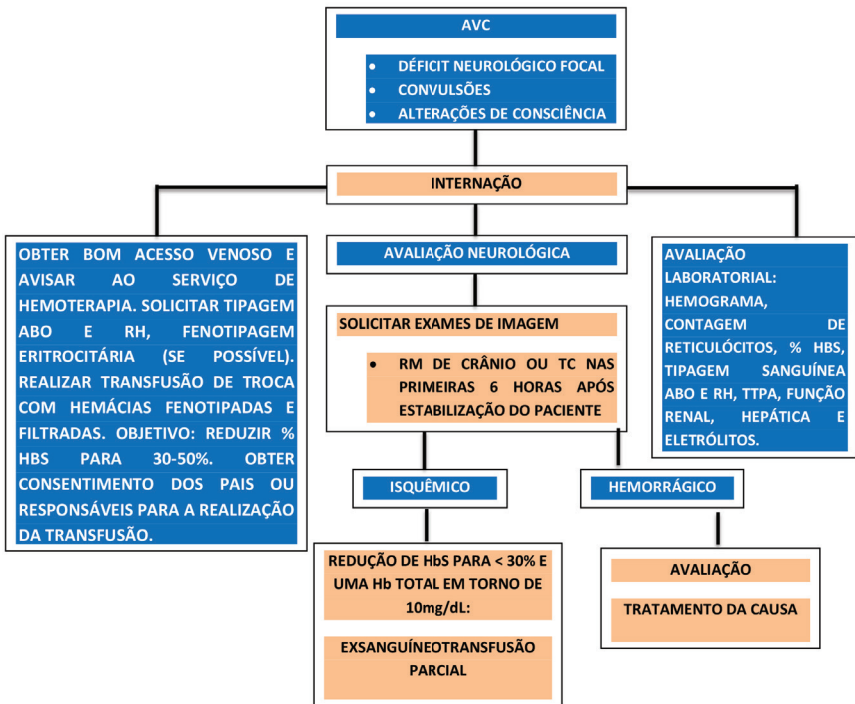 AVC
• DÉFICIT NEUROLÓGICO FOCAL
• CONVULSÕES
• ALTERAÇÕES DE CONSCIÊNCIA
INTERNAÇÃO
OBTER BOM ACESSO VENOSO E
AVISAR AO SERVIÇO DE
HEMOTERAPIA. SOLICITAR TIPAGEM
ABO E RH, FENOTIPAGEM
ERITROCITÁRIA (SE POSSÍVEL).
REALIZAR TRANSFUSÃO DE TROCA
COM HEMÁCIAS FENOTIPADAS E
FILTRADAS. OBJETIVO: REDUZIR %
HBS PARA 30-50%. OBTER
CONSENTIMENTO DOS PAIS OU
RESPONSÁVEIS PARA A REALIZAÇÃO
DA TRANSFUSÃO.
AVALIAÇÃO NEUROLÓGICA
SOLICITAR EXAMES DE IMAGEM
• RM DE CRÂNIO OU TC NAS
PRIMEIRAS 6 HORAS APÓS
ESTABILIZAÇÃO DO PACIENTE
AVALIAÇÃO
LABORATORIAL:
HEMOGRAMA,
CONTAGEM DE
RETICULÓCITOS, % HBS,
TIPAGEM SANGUÍNEA
ABO E RH, TTPA, FUNÇÃO
RENAL, HEPÁTICA E
ELETRÓLITOS.
ISQUÊMICO
HEMORRÁGICO
REDUÇÃO DE HbS PARA < 30% E
UMA Hb TOTAL EM TORNO DE
10mg/dL:
EXSANGUÍNEOTRANSFUSÃO
PARCIAL
AVALIAÇÃO
TRATAMENTO DA CAUSA